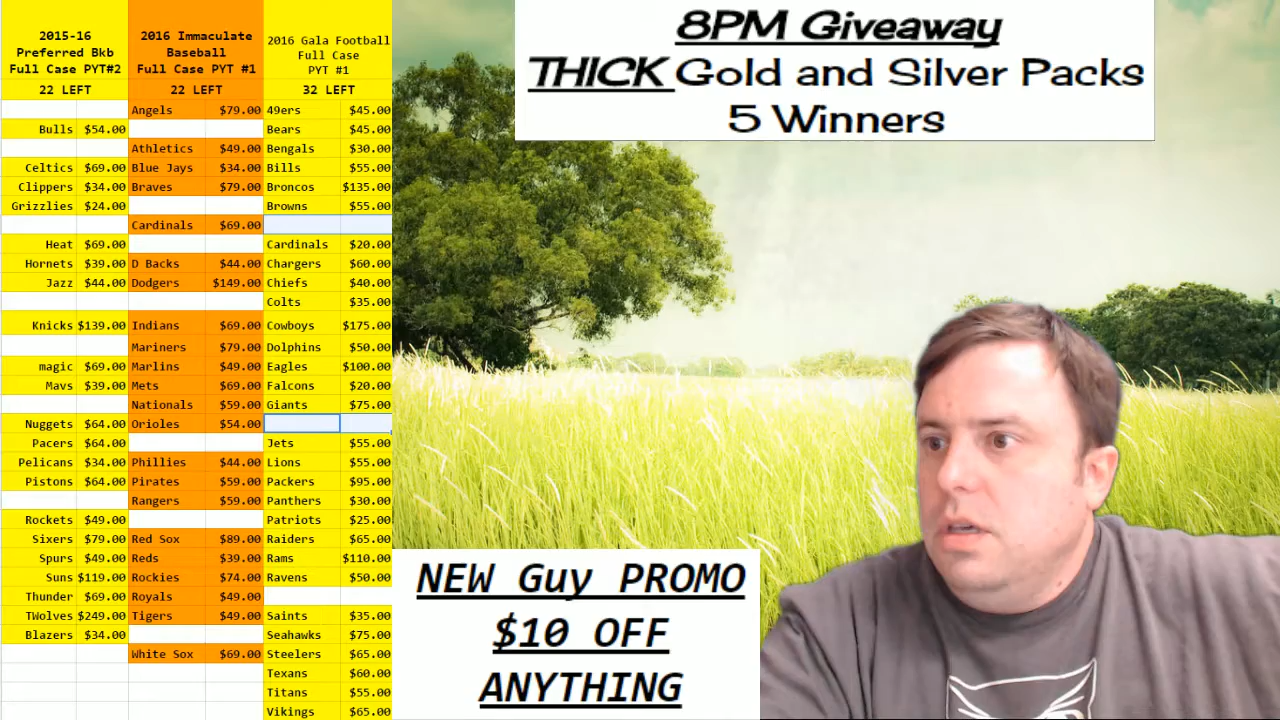 2015-16
Preferred Bkb
Full Case PYT#2
22 LEFT
Bulls $54.00
Celtics $69.00
Clippers $34.00
Grizzlies $24.00
Heat $69.00
Hornets $39.00
Jazz $44.00
Knicks $139.00
magic $69.00
Mavs $39.00
Nuggets $64.00
Pacers $64.00
Pelicans $34.00
Pistons $64.00
Rockets $49.00
Sixers $79.00
Spurs $49.00
Suns $119.00
Thunder $69.00
TWolves $249.00
Blazers $34.00
2016 Immaculate
Baseball
Full Case PYT #1
22 LEFT
Angels $79.00
Athletics $49.00
Blue Jays $34.00
Braves $79.00
Cardinals $69.00
D Backs $44.00
Dodgers $149.00
Indians $69.00
Mariners $79.00
Marlins $49.00
Mets $69.00
Nationals $59.00
Orioles $54.00
Phillies $44.00
Pirates $59.00
Rangers $59.00
Red Sox $89.00
Reds $39.00
Rockies $74.00
Royals $49.00
Tigers $49.00
White Sox $69.00
2016 Gala Football
Full Case
PYT #1
32 LEFT
49ers $45.00
Bears $45.00
Bengals $30.00
Bills $55.00
Broncos $135.00
Browns $55.00
Cardinals $20.00
Chargers $60.00
Chiefs $40.00
Colts $35.00
Cowboys $175.00
Dolphins $50.00
Eagles $100.00
Falcons $20.00
Giants $75.00
Jets $55.00
Lions $55.00
Packers $95.00
Panthers $30.00
Patriots $25.00
Raiders $65.00
Rams $110.00
Ravens $50.00
Saints $35.00
Seahawks $75.00
Steelers $65.00
Texans $60.00
Titans $55.00
Vikings $65.00
8PM Giveaway
THICK Gold and Silver Packs
5 Winners
NEW Guy PROMO
$10 OFF
ANYTHING